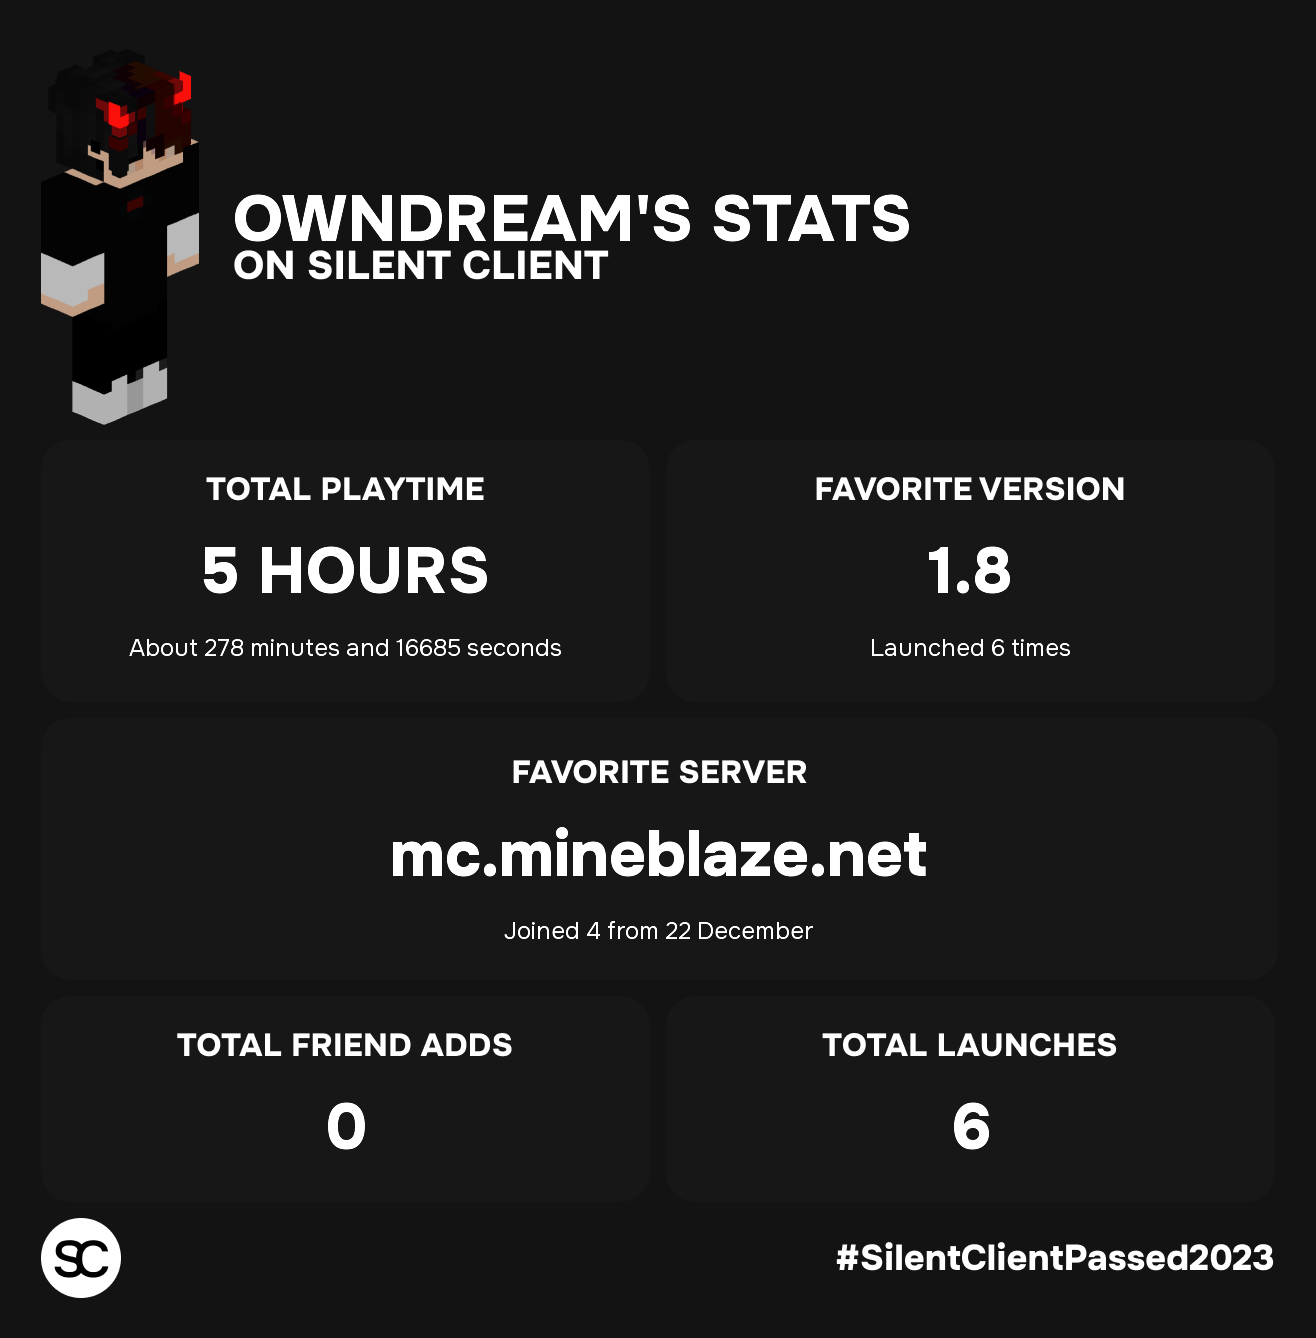 OWNDREAM'S STATS
ON SILENT CLIENT
TOTAL PLAYTIME
5 HOURS
About 278 minutes and 16685 seconds
FAVORITE VERSION
1.8
Launched 6 times
FAVORITE SERVER
mc.mineblaze.net
Joined 4 from 22 December
TOTAL FRIEND ADDS
0
TOTAL LAUNCHES
6
SC
#SilentClientPassed2023